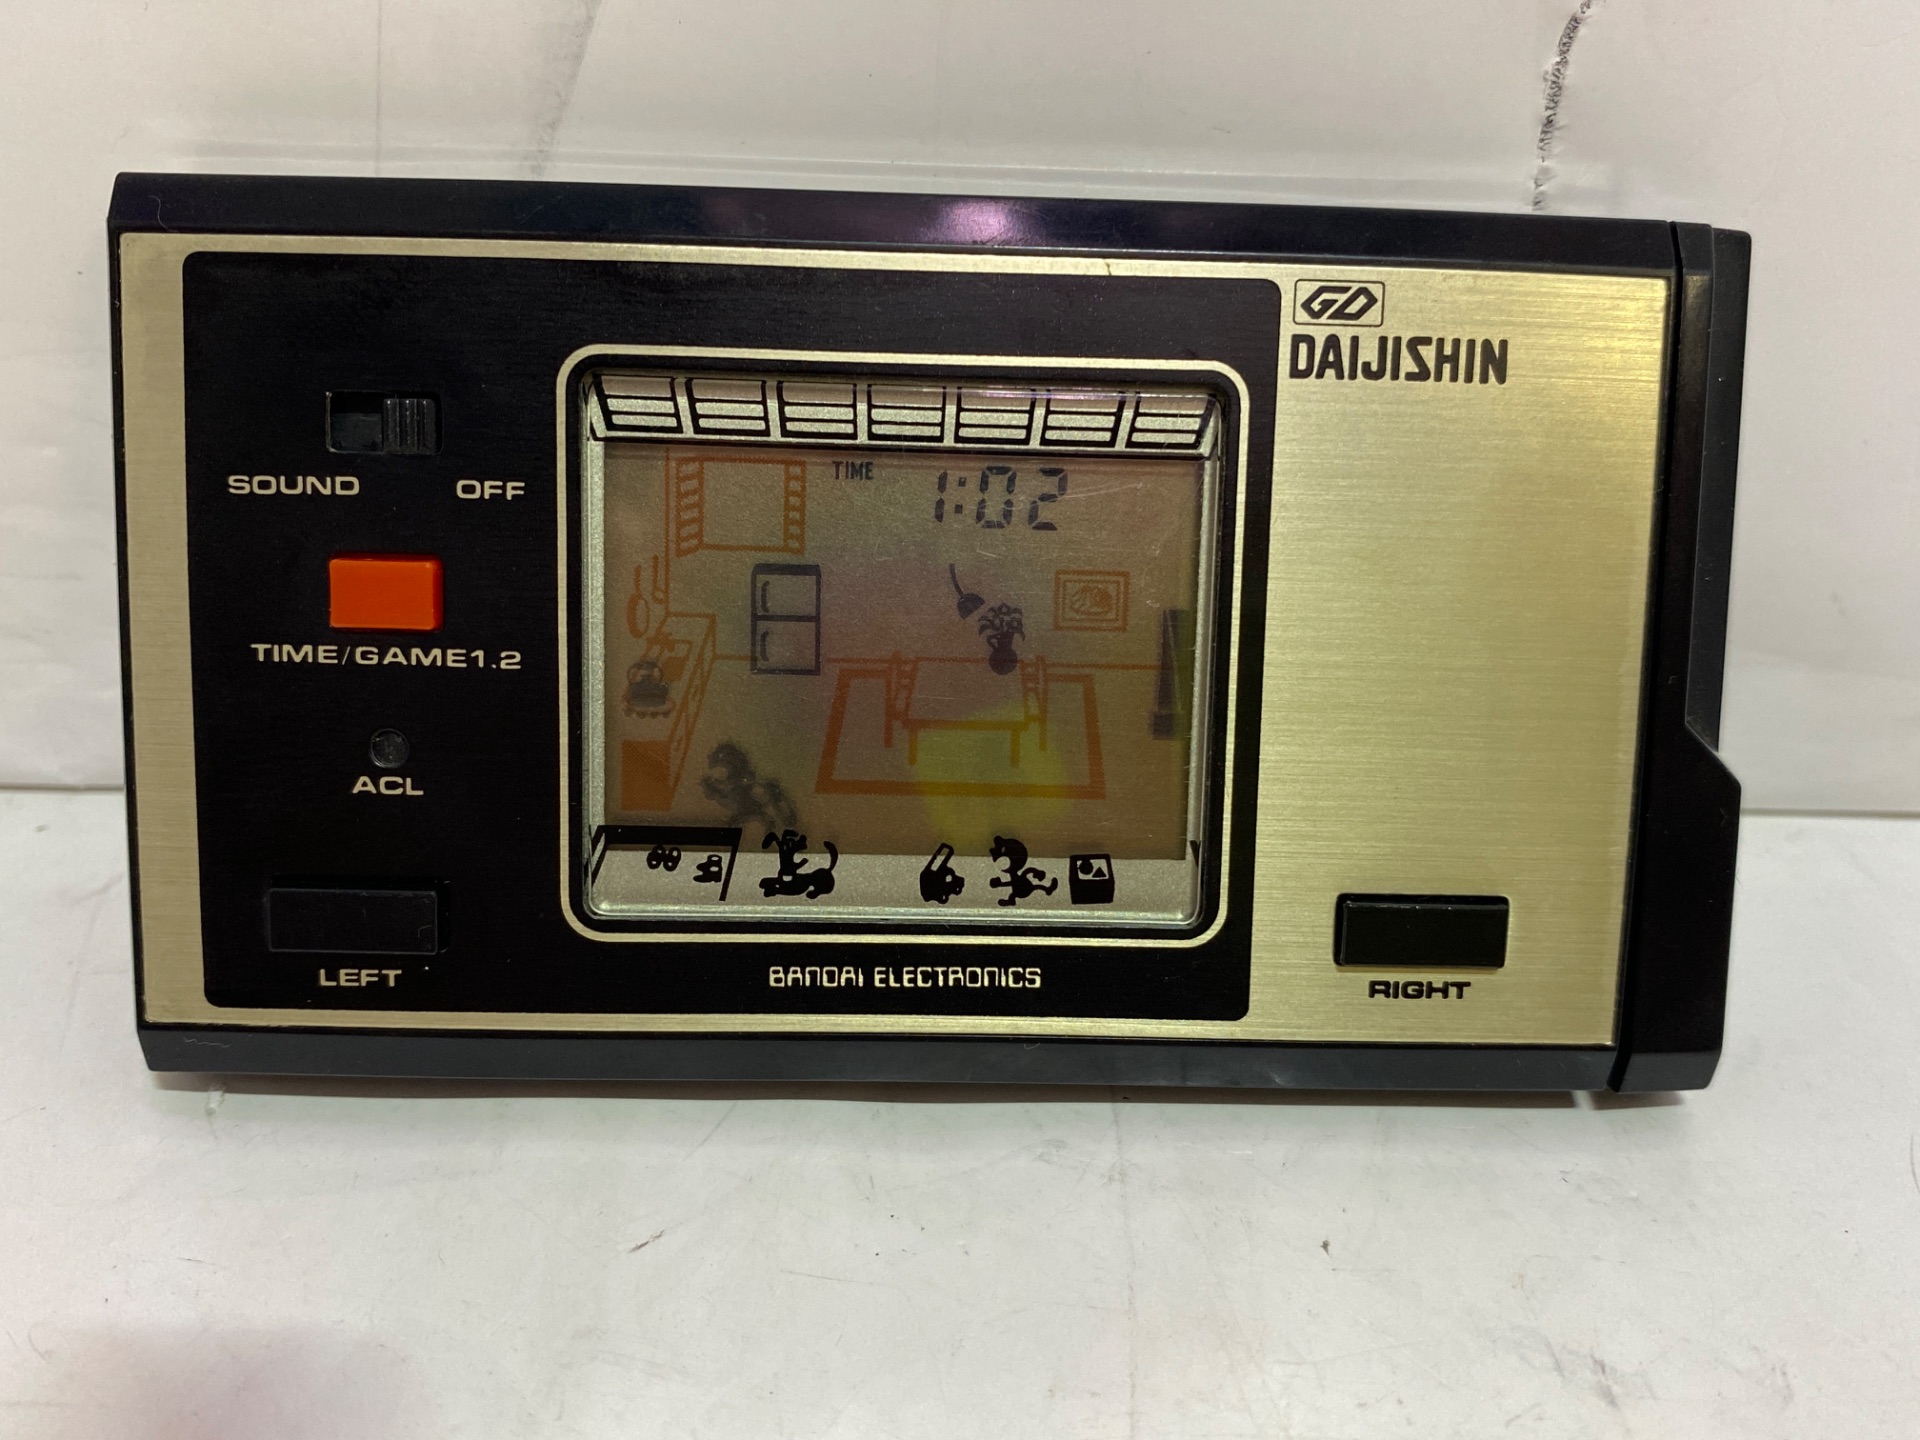 GD
DAIJISHIN
SOUND OFF
TIME 1:02
TIME/GAME1.2
ACL
LEFT
BANDAI ELECTRONICS
RIGHT